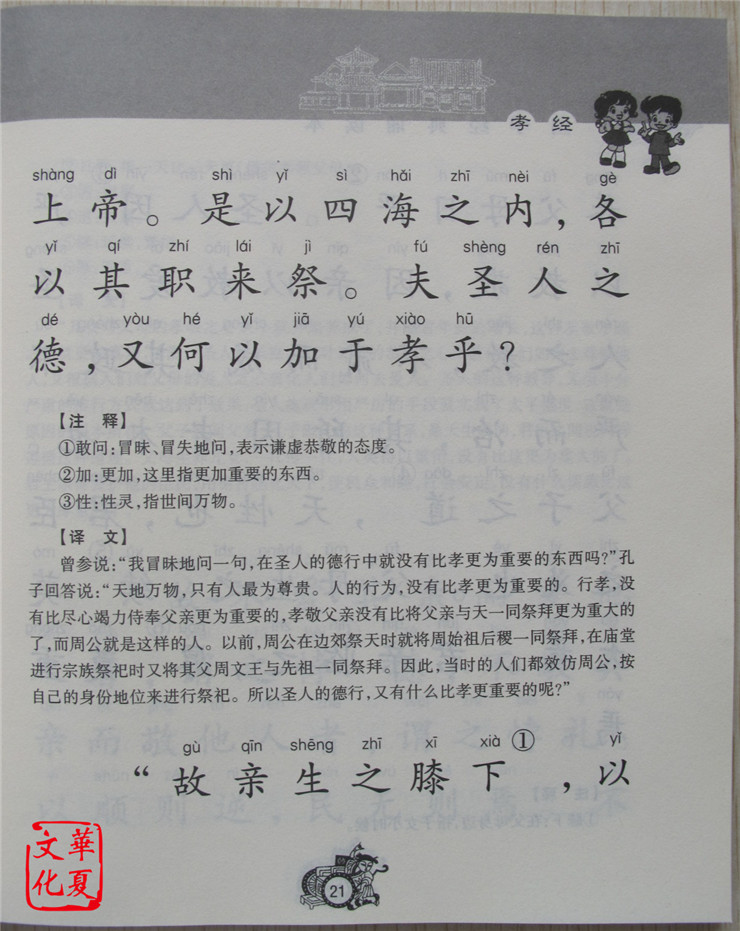 孝经
shàng dì shì yǐ sì hǎi zhī nèi gè
上帝。是以四海之内，各
yǐ qí zhí lái jì fú shèng rén zhī
以其职来祭。夫圣人之
dé yòu hé yǐ jiā yú xiào hū
德，又何以加于孝乎？
【注 释】
①敢问：冒昧、冒失地问，表示谦虚恭敬的态度。
②加：更加，这里指更加重要的东西。
③性：性灵，指世间万物。
【译 文】
曾参说：“我冒昧地问一句，在圣人的德行中就没有比孝更为重要的东西吗？”孔
子回答说：“天地万物，只有人最为尊贵。人的行为，没有比孝更为重要的。行孝，没
有比尽心竭力侍奉父亲更为重要的，孝敬父亲没有比将父亲与天一同祭拜更为重大的
了，而周公就是这样的人。以前，周公在边郊祭天时就将周始祖后稷一同祭拜，在庙堂
进行宗族祭祀时又将其父周文王与先祖一同祭拜。因此，当时的人们都效仿周公，按
自己的身份地位来进行祭祀。所以圣人的德行，又有什么比孝更重要的呢？”
gù qīn shēng zhī xī xià yǐ
“故亲生之膝下①，以
21
華夏文化